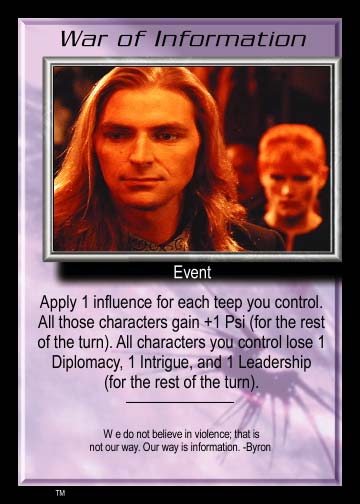 War of Information
Event
Apply 1 influence for each teep you control.
All those characters gain +1 Psi (for the rest
of the turn). All characters you control lose 1
Diplomacy, 1 Intrigue, and 1 Leadership
(for the rest of the turn).
W e do not believe in violence; that is
not our way. Our way is information. -Byron
TM